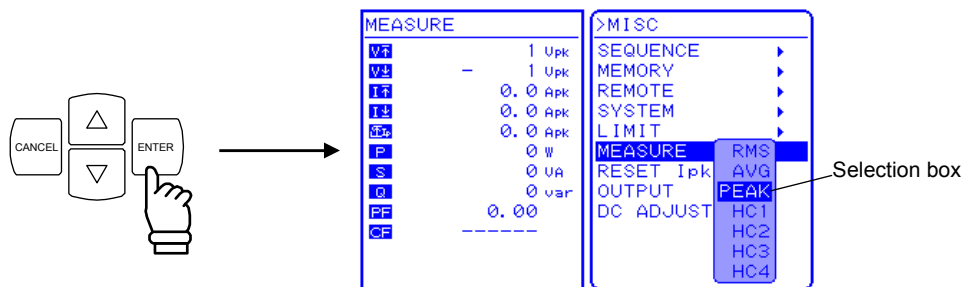 CANCEL
ENTER
MEASURE
V↑ 1 Vpk
V↓ - 1 Vpk
I↑ 0.0 Apk
I↓ 0.0 Apk
0.0 Apk
P 0 W
S 0 VA
Q 0 var
PF 0.00
CF ------
>MISC
SEQUENCE
MEMORY
REMOTE
SYSTEM
LIMIT
MEASURE RMS
RESET Ipk AVG
OUTPUT PEAK
DC ADJUST HC1
HC2
HC3
HC4
Selection box